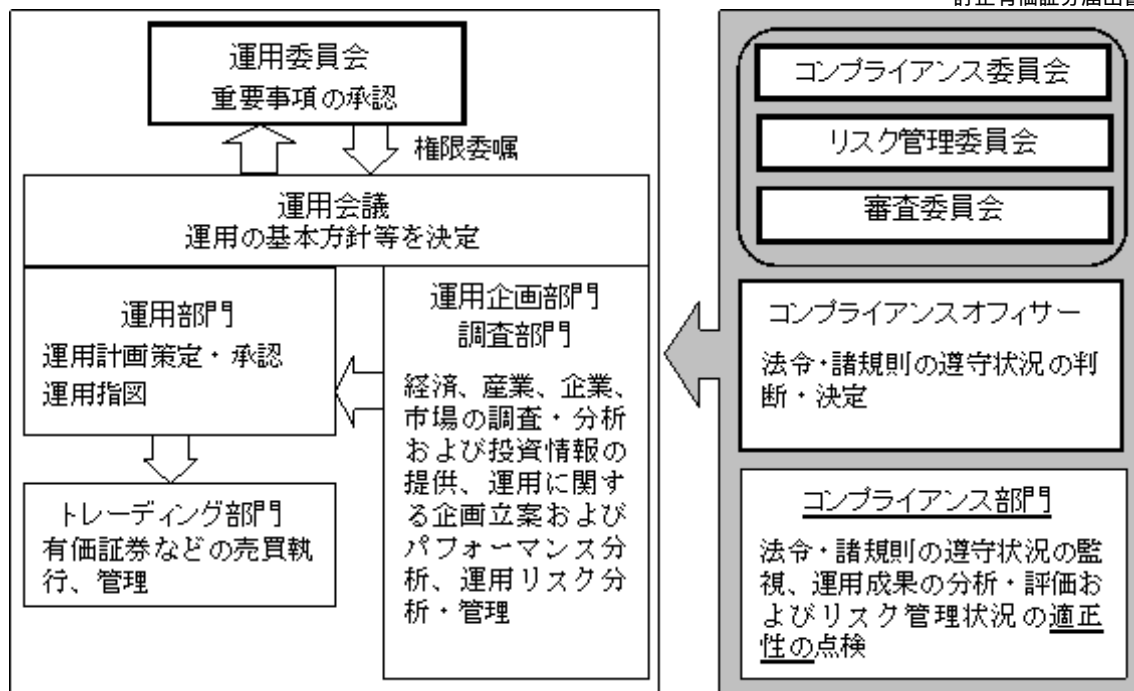 運用委員会
重要事項の承認
権限委嘱
運用会議
運用の基本方針等を決定
運用部門
運用計画策定・承認
運用指図
トレーディング部門
有価証券などの売買執
行、管理
運用企画部門
調査部門
経済、産業、企業、
市場の調査・分析
および投資情報の
提供、運用に関す
る企画立案および
パフォーマンス分
析、運用リスク分
析・管理
コンプライアンス委員会
リスク管理委員会
審査委員会
コンプライアンスオフィサー
法令・諸規則の遵守状況の判
断・決定
コンプライアンス部門
法令・諸規則の遵守状況の監
視、運用成果の分析・評価お
よびリスク管理状況の適正
性の点検